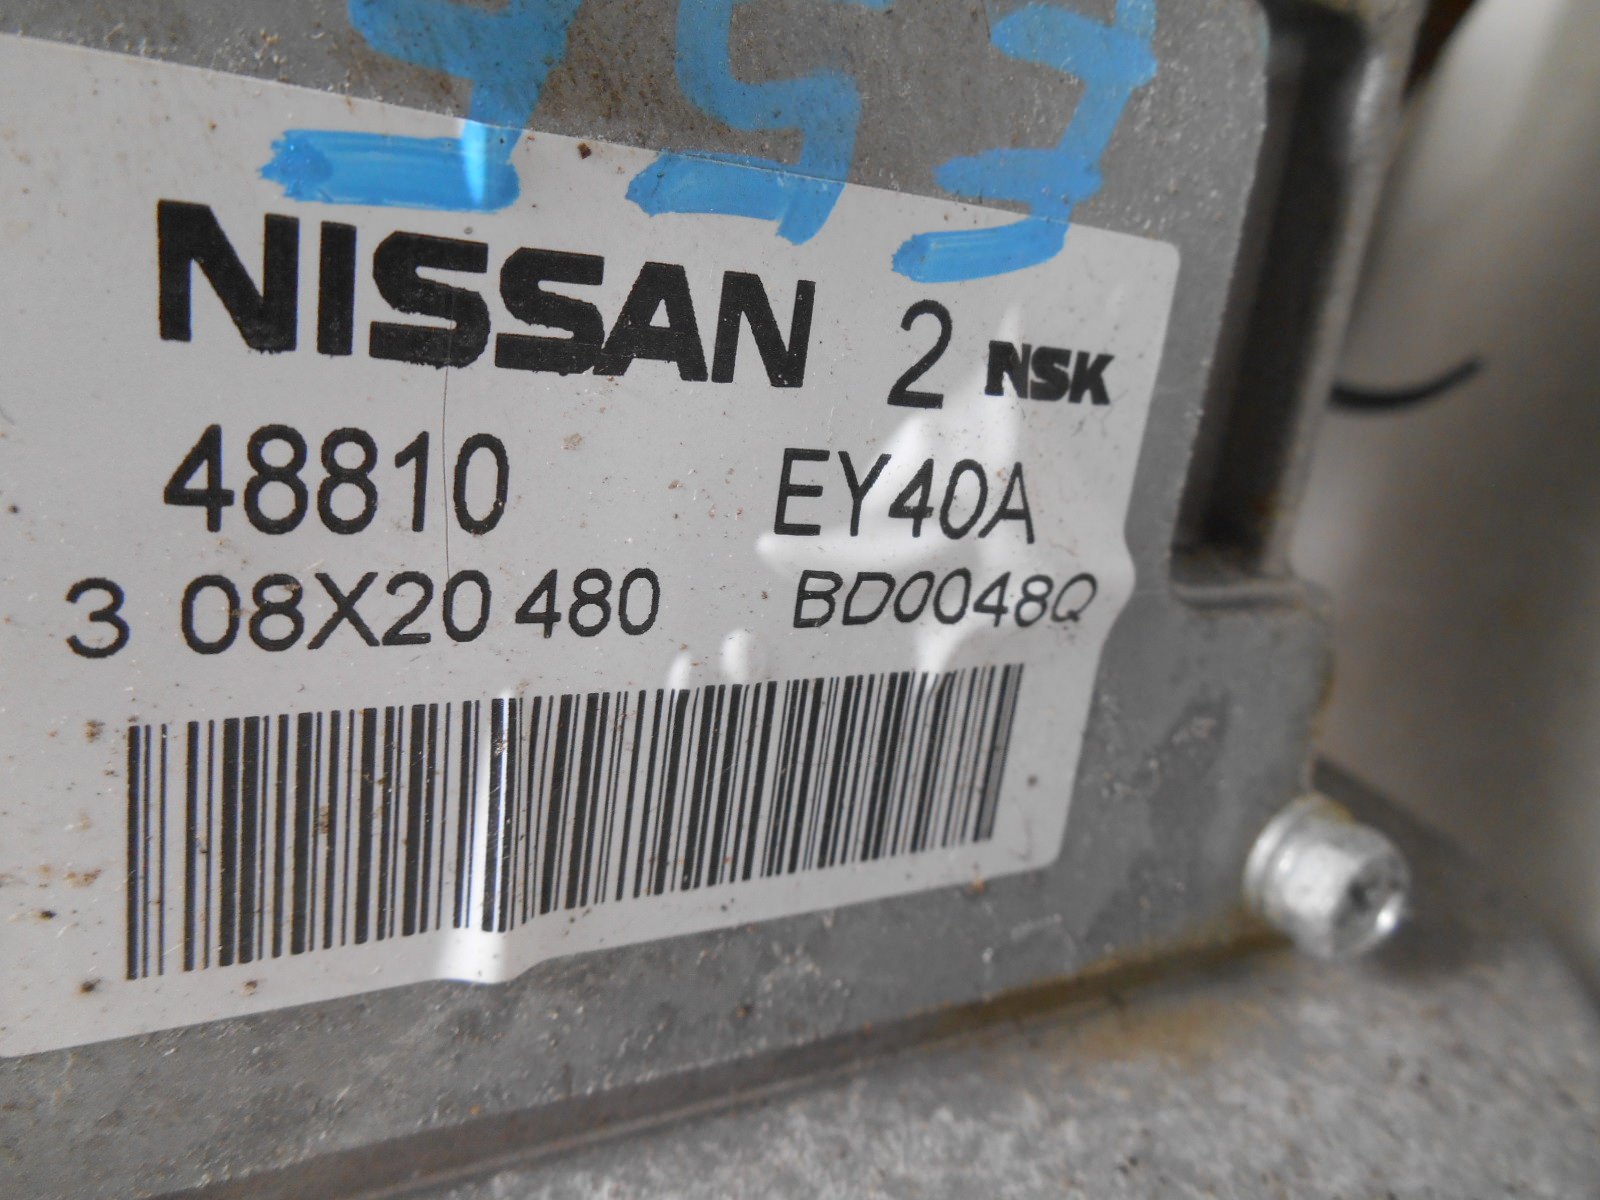 NISSAN 2 NSK
48810 EY40A
3 08X20 480 BD0048Q